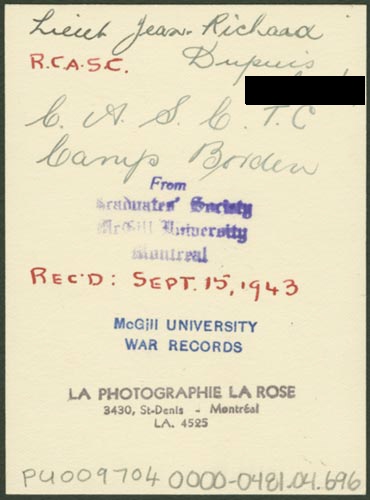 Lieut Jean-Richard
R.C.A.S.C. Dupuis
C. A. S. C. T. C
Camp Borden
From
Graduates' Society
McGill University
Montreal
REC'D: SEPT. 15, 1943
McGill UNIVERSITY
WAR RECORDS
LA PHOTOGRAPHIE LA ROSE
3430, St-Denis - Montréal
LA. 4525
PU009704 0000-0481.04.696